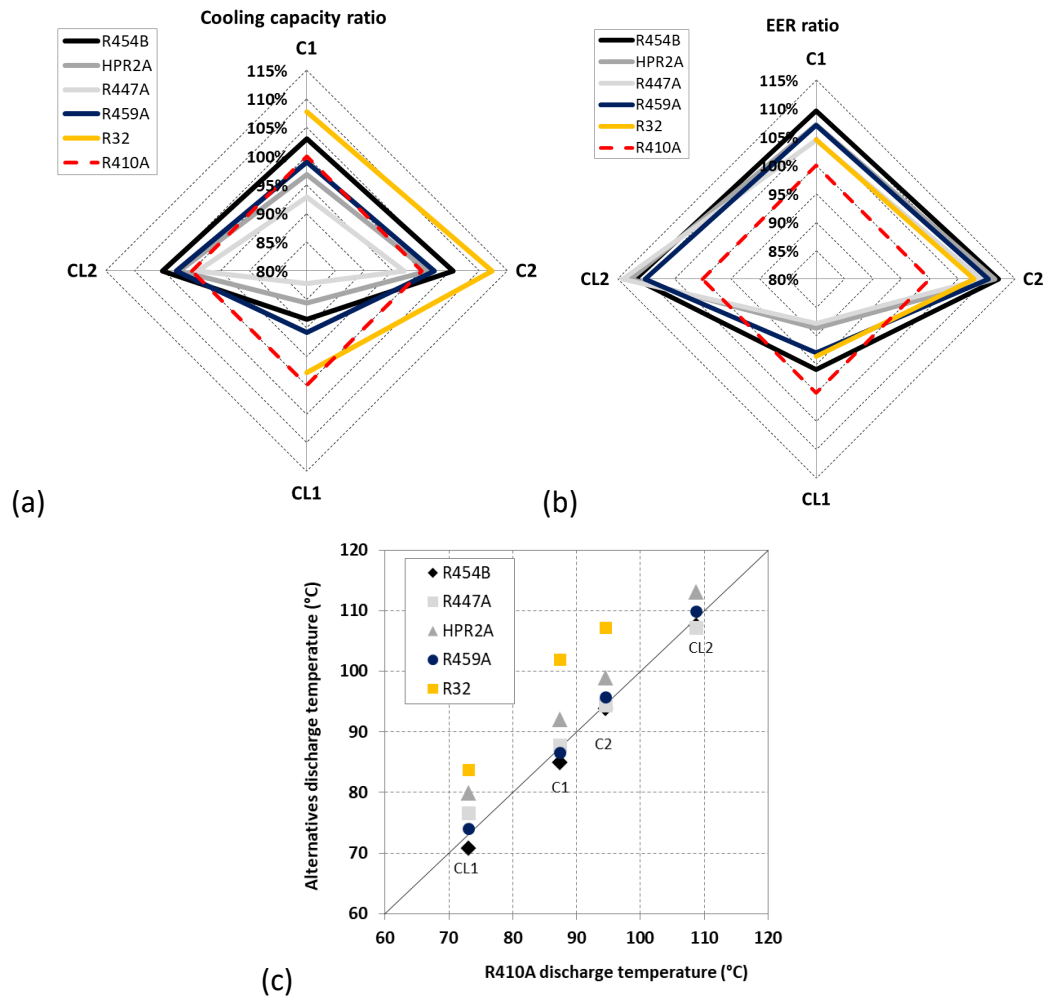 Cooling capacity ratio
R454B
HPR2A
R447A
R459A
R32
R410A
C1
115%
110%
105%
100%
95%
90%
85%
80%
CL2
C2
CL1
(a)
EER ratio
R454B
HPR2A
R447A
R459A
R32
R410A
C1
115%
110%
105%
100%
95%
90%
85%
80%
CL2
C2
CL1
(b)
Alternatives discharge temperature (°C)
120
110
100
90
80
70
60
R454B
R447A
HPR2A
R459A
R32
CL2
C2
C1
CL1
60
70
80
90
100
110
120
R410A discharge temperature (°C)
(c)